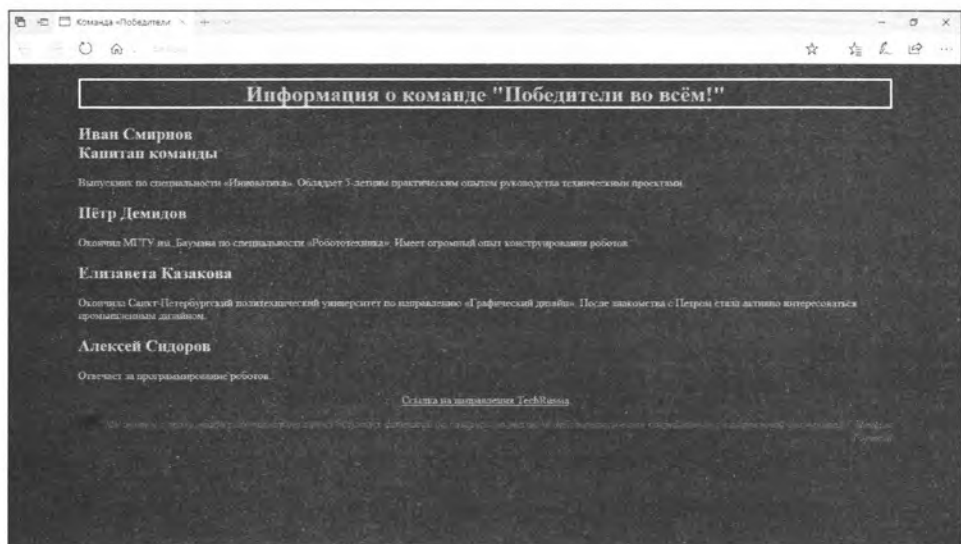 Команда «Победители
Информация о команде "Победители во всём!"
Иван Смирнов
Капитан команды
Выпускник по специальности «Инноватика». Обладает 5-летним практическим опытом руководства техническими проектами.
Пётр Демидов
Окончил МГТУ им. Баумана по специальности «Робототехника». Имеет огромный опыт конструирования роботов.
Елизавета Казакова
Окончила Санкт-Петербургский политехнический университет по направлению «Графический дизайн». После знакомства с Петром стала активно интересоваться
промышленным дизайном.
Алексей Сидоров
Отвечает за программирование роботов.
Ссылка на направления TechRussia